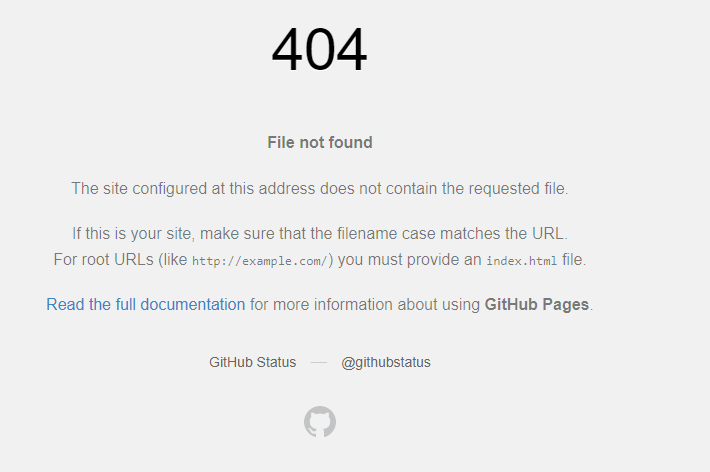 404
File not found
The site configured at this address does not contain the requested file.
If this is your site, make sure that the filename case matches the URL.
For root URLs (like http://example.com/) you must provide an index.html file.
Read the full documentation for more information about using GitHub Pages.
GitHub Status — @githubstatus